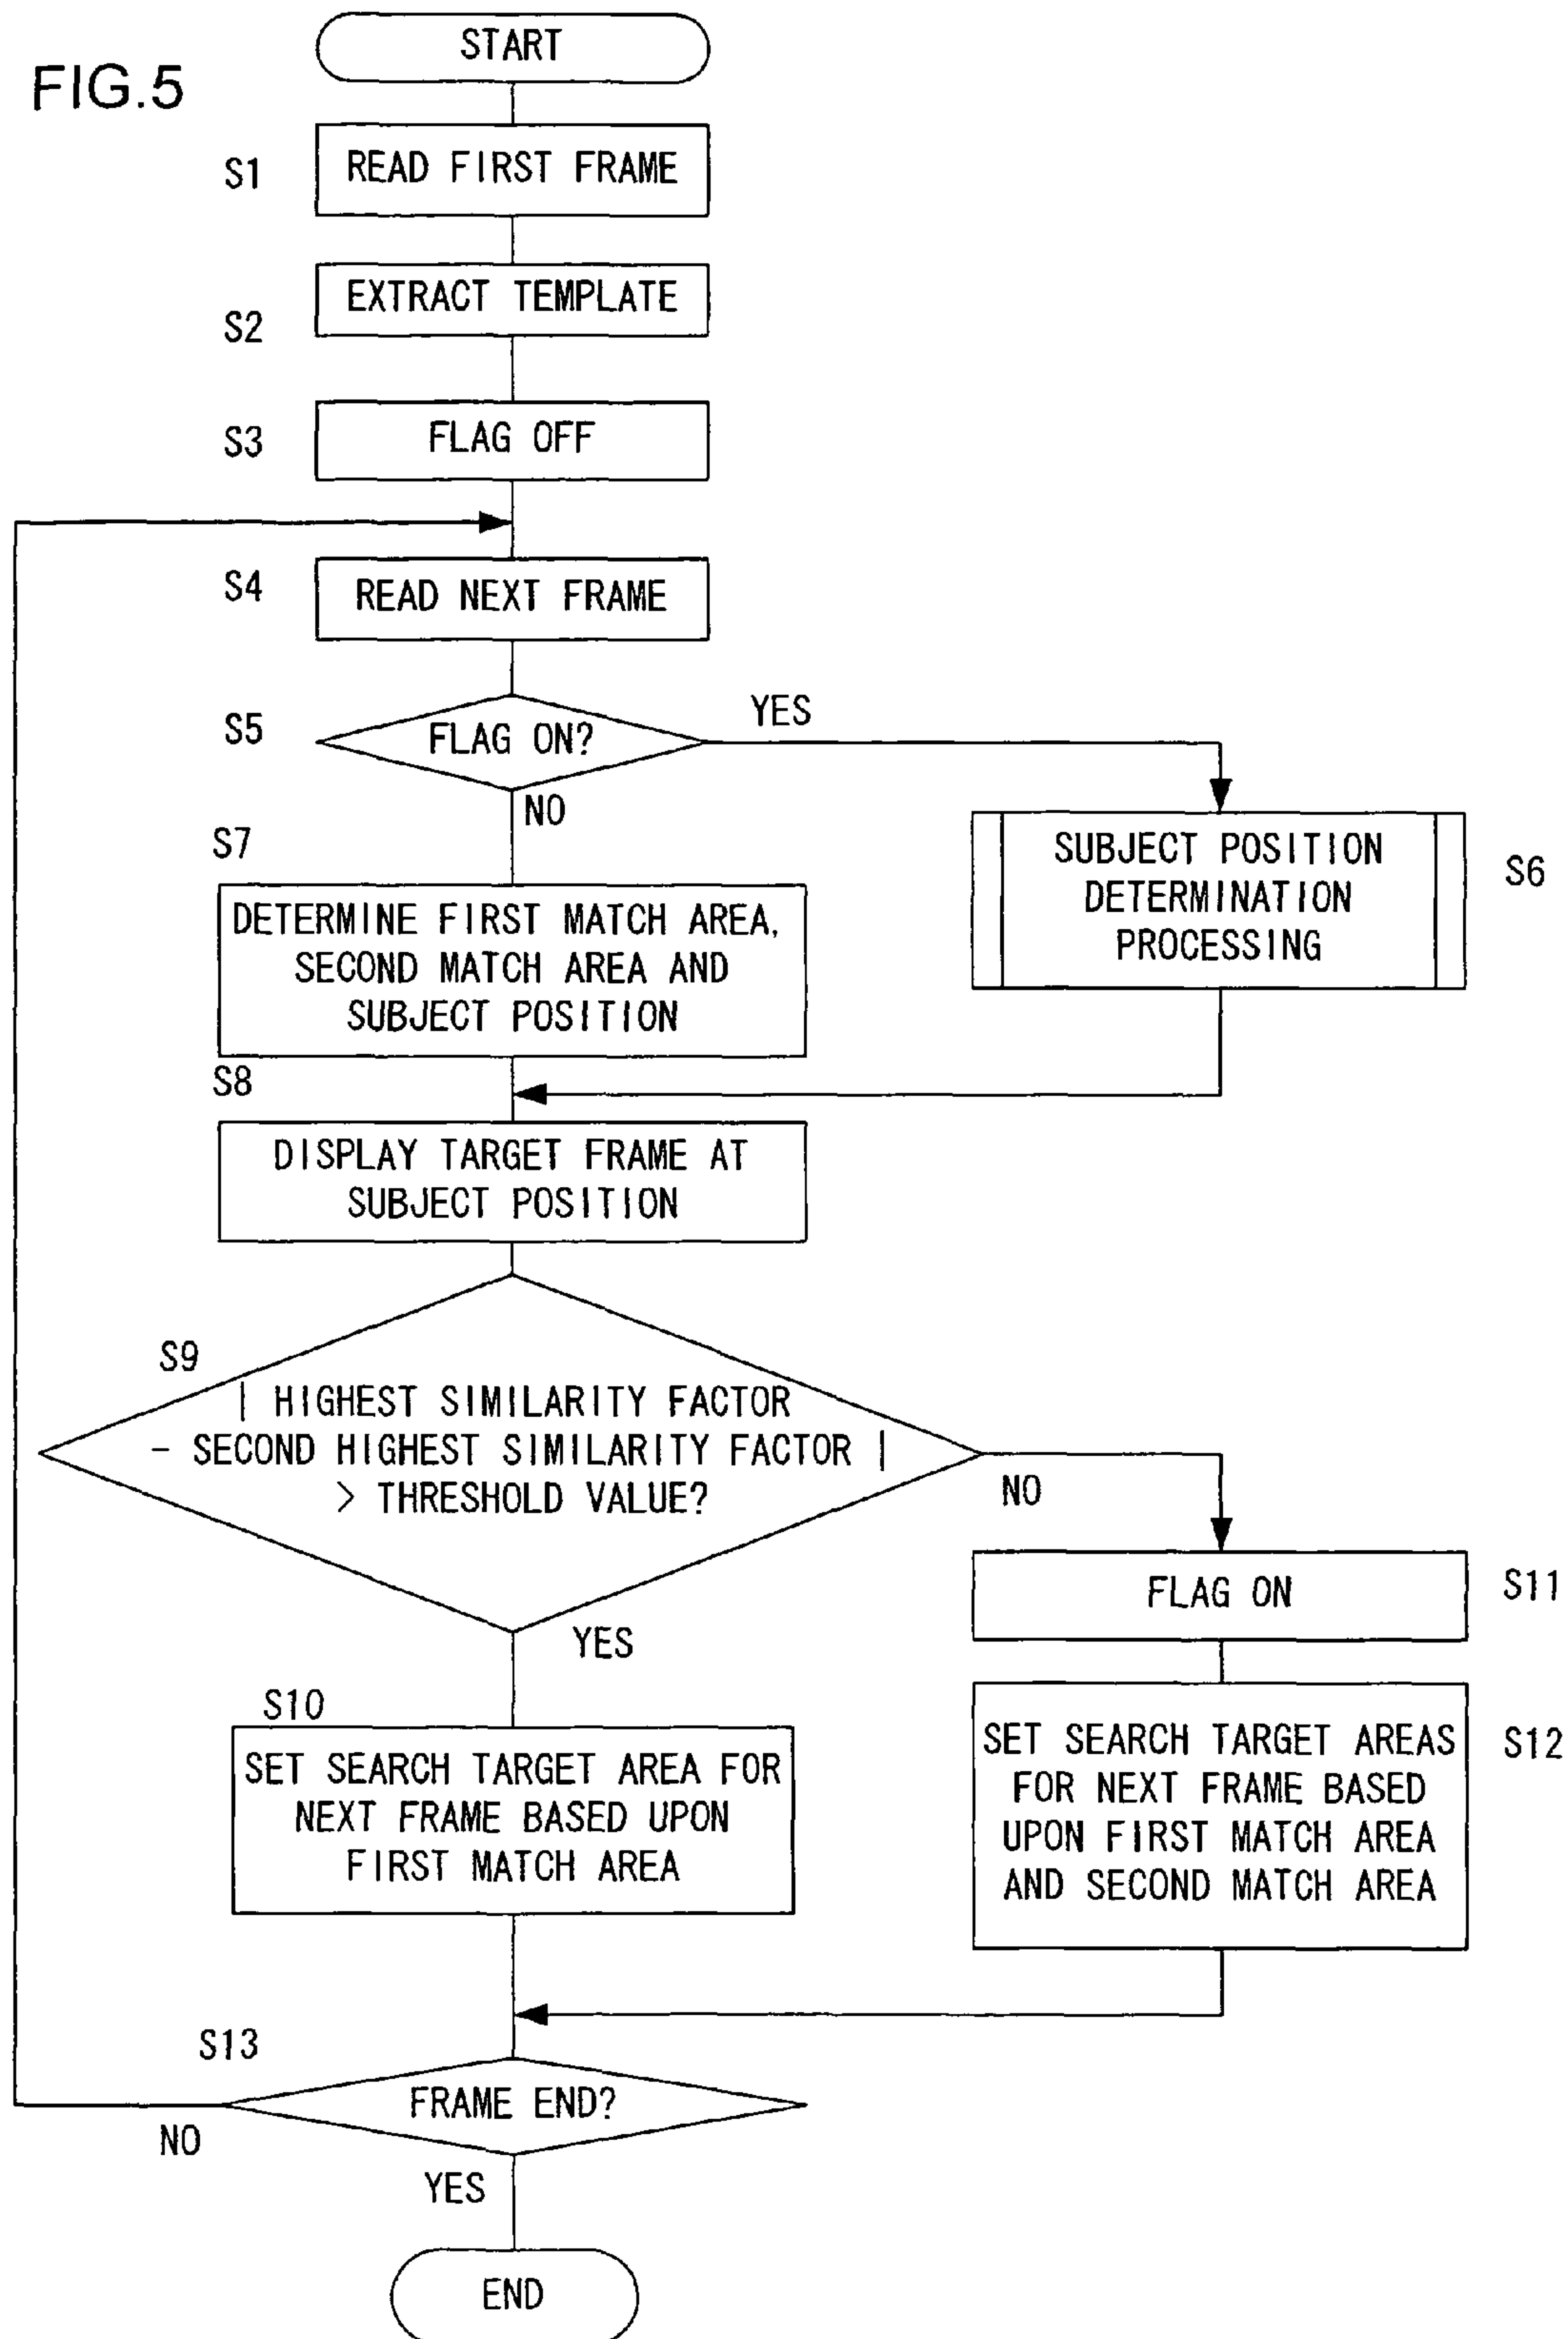 FIG.5
START
S1
READ FIRST FRAME
S2
EXTRACT TEMPLATE
S3
FLAG OFF
S4
READ NEXT FRAME
S5
FLAG ON?
YES
NO
S6
SUBJECT POSITION
DETERMINATION
PROCESSING
S7
DETERMINE FIRST MATCH AREA,
SECOND MATCH AREA AND
SUBJECT POSITION
S8
DISPLAY TARGET FRAME AT
SUBJECT POSITION
S9
| HIGHEST SIMILARITY FACTOR
- SECOND HIGHEST SIMILARITY FACTOR |
> THRESHOLD VALUE?
NO
YES
S11
FLAG ON
S10
SET SEARCH TARGET AREA FOR
NEXT FRAME BASED UPON
FIRST MATCH AREA
S12
SET SEARCH TARGET AREAS
FOR NEXT FRAME BASED
UPON FIRST MATCH AREA
AND SECOND MATCH AREA
S13
FRAME END?
NO
YES
END